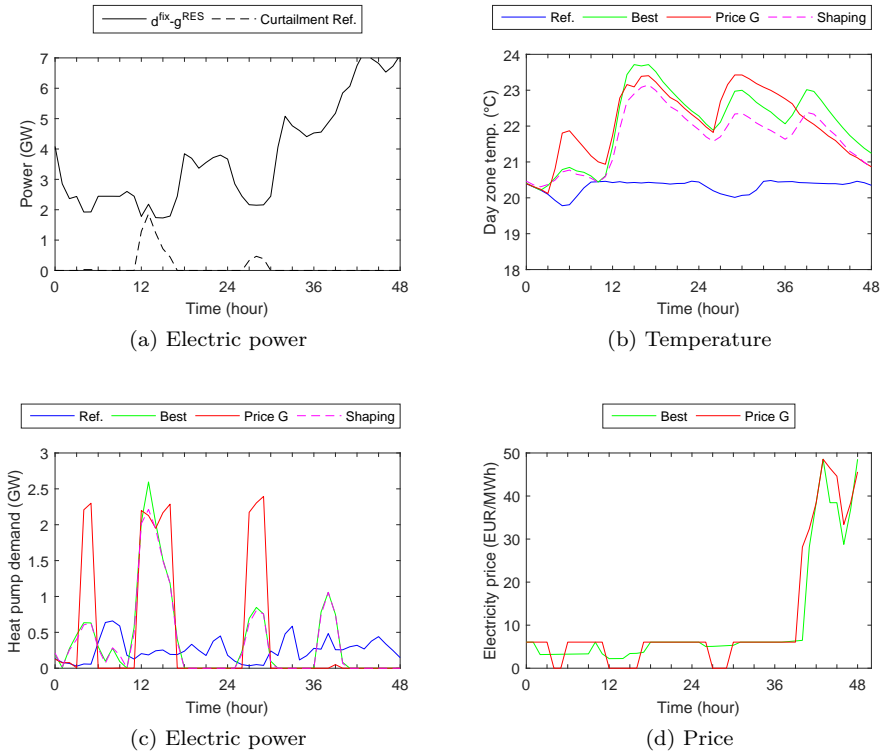 d^fix-g^RES Curtailment Ref.
7
6
5
4
3
2
1
0
Power (GW)
0 12 24 36 48
Time (hour)
(a) Electric power
Ref. Best Price G Shaping
24
23
22
21
20
19
18
Day zone temp. (°C)
0 12 24 36 48
Time (hour)
(b) Temperature
Ref. Best Price G Shaping
3
2.5
2
1.5
1
0.5
0
Heat pump demand (GW)
0 12 24 36 48
Time (hour)
(c) Electric power
Best Price G
50
40
30
20
10
0
Electricity price (EUR/MWh)
0 12 24 36 48
Time (hour)
(d) Price